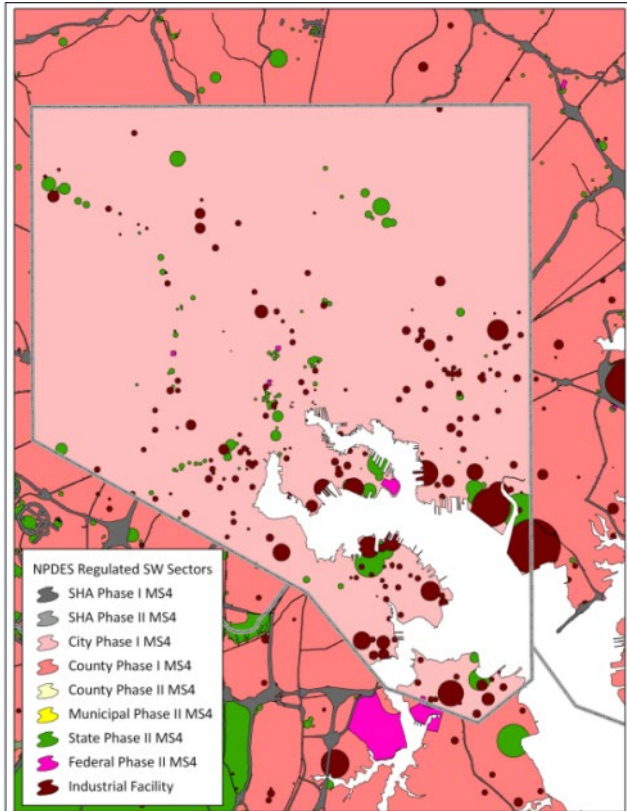 NPDES Regulated SW Sectors
SHA Phase I MS4
SHA Phase II MS4
City Phase I MS4
County Phase I MS4
County Phase II MS4
Municipal Phase II MS4
State Phase II MS4
Federal Phase II MS4
Industrial Facility